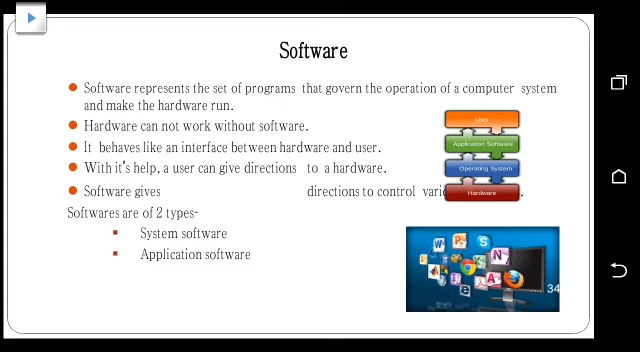 Software
Software represents the set of programs that govern the operation of a computer system
and make the hardware run.
Hardware can not work without software.
It behaves like an interface between hardware and user.
With it's help, a user can give directions to a hardware.
Software gives directions to control .
Softwares are of 2 types-
System software
Application software
User
Application Software
Operating System
Hardware
34